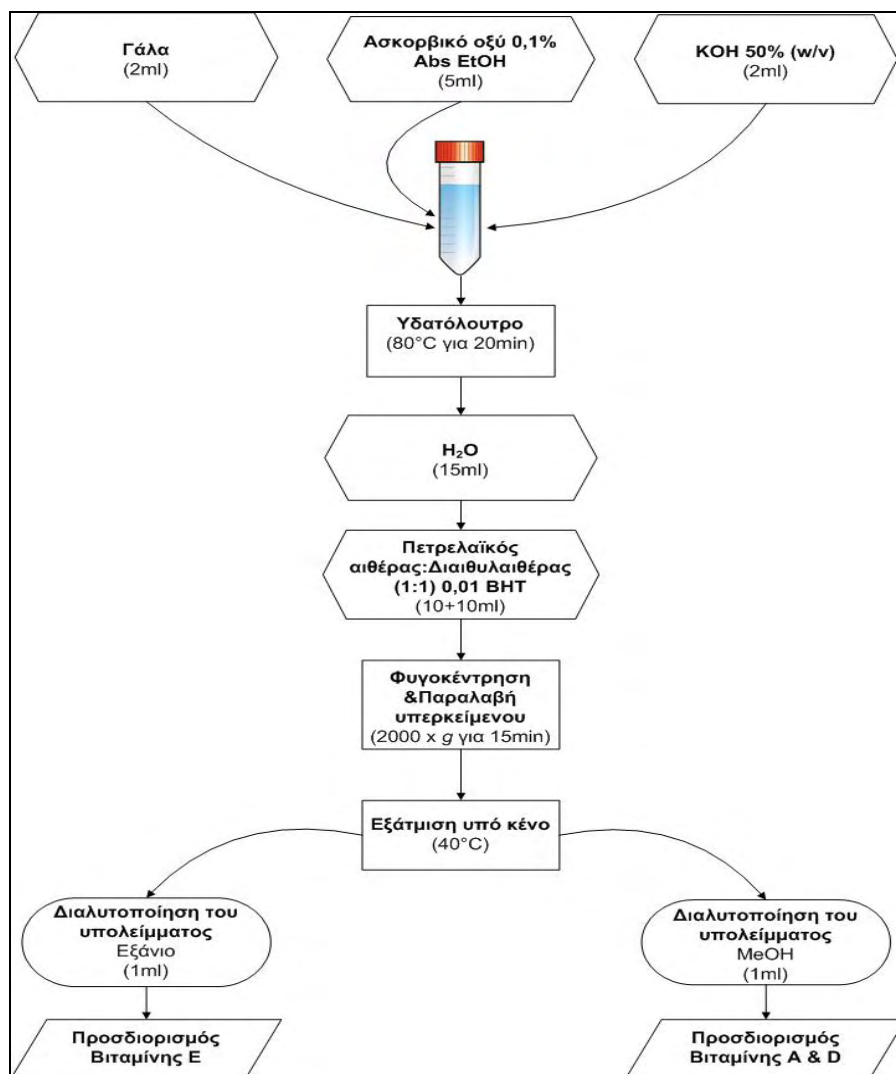 Γάλα
(2ml)
Ασκορβικό οξύ 0,1%
Abs EtOH
(5ml)
KOH 50% (w/v)
(2ml)
Υδατόλουτρο
(80°C για 20min)
H₂O
(15ml)
Πετρελαϊκός
αιθέρας:Διαιθυλαιθέρας
(1:1) 0,01 BHT
(10+10ml)
Φυγοκέντρηση
&Παραλαβή
υπερκείμενου
(2000 x g για 15min)
Εξάτμιση υπό κένο
(40°C)
Διαλυτοποίηση του
υπολείμματος
Εξάνιο
(1ml)
Διαλυτοποίηση του
υπολείμματος
MeOH
(1ml)
Προσδιορισμός
Βιταμίνης Ε
Προσδιορισμός
Βιταμίνης A & D